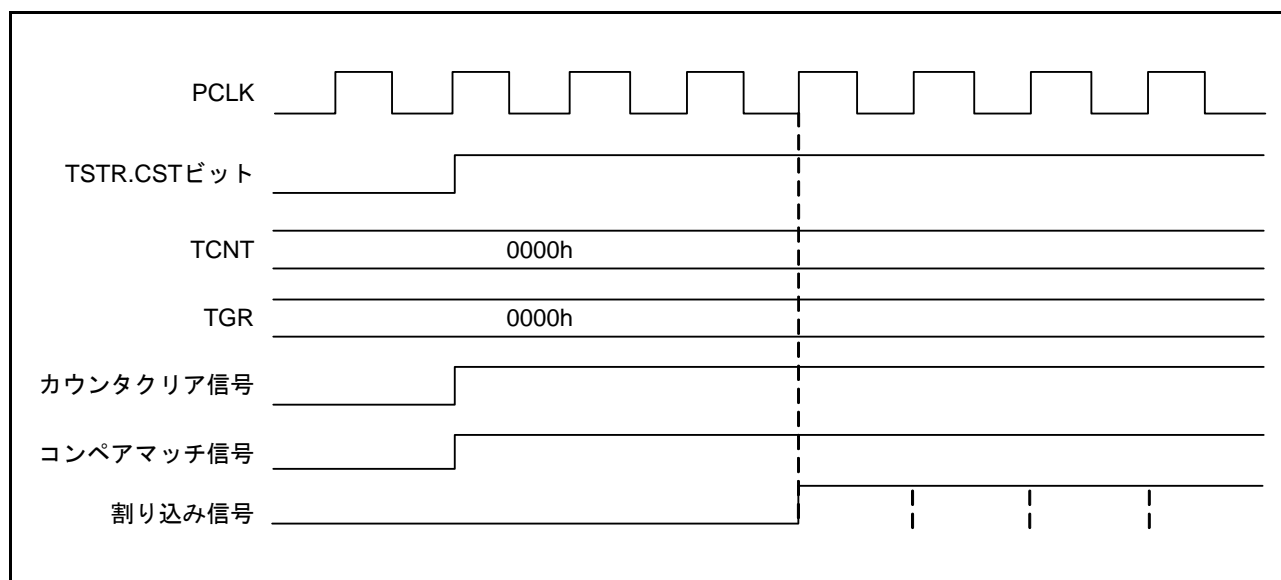 PCLK
TSTR.CSTビット
TCNT
0000h
TGR
0000h
カウンタクリア信号
コンペアマッチ信号
割り込み信号